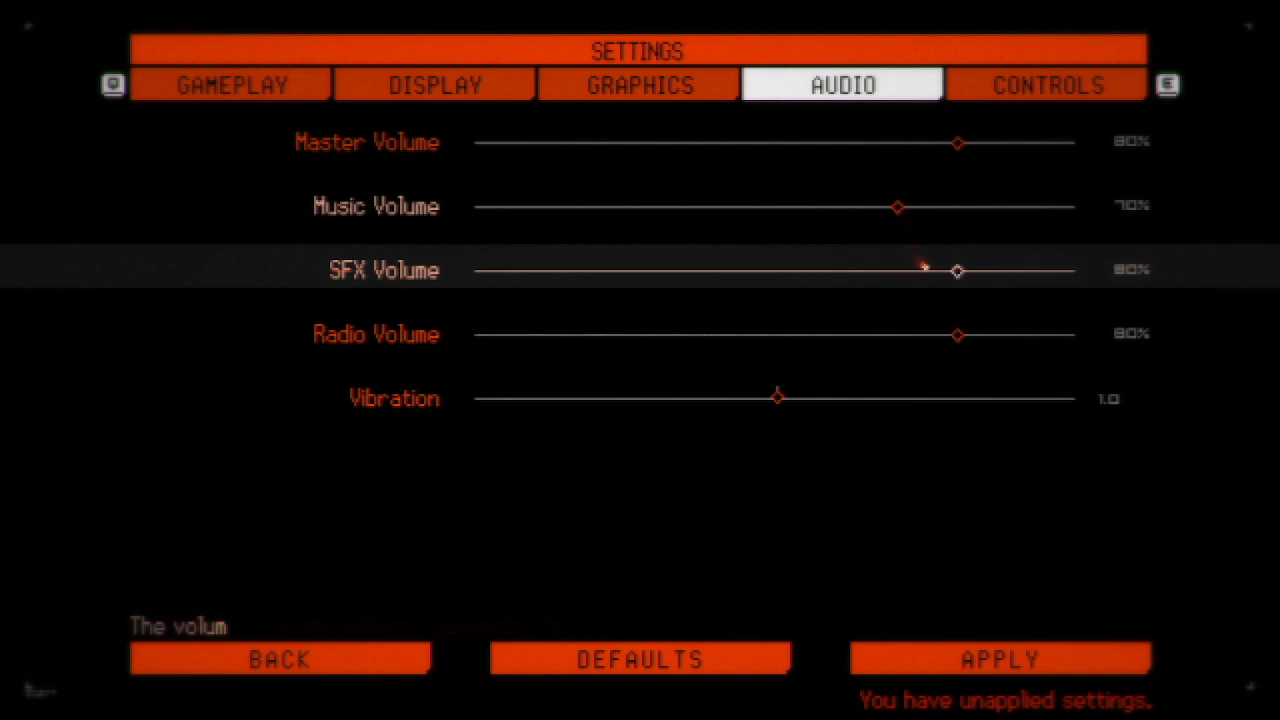 SETTINGS
Q GAMEPLAY DISPLAY GRAPHICS AUDIO CONTROLS E
Master Volume 80%
Music Volume 70%
SFX Volume 80%
Radio Volume 80%
Vibration 1.0
The volum
BACK DEFAULTS APPLY
You have unapplied settings.